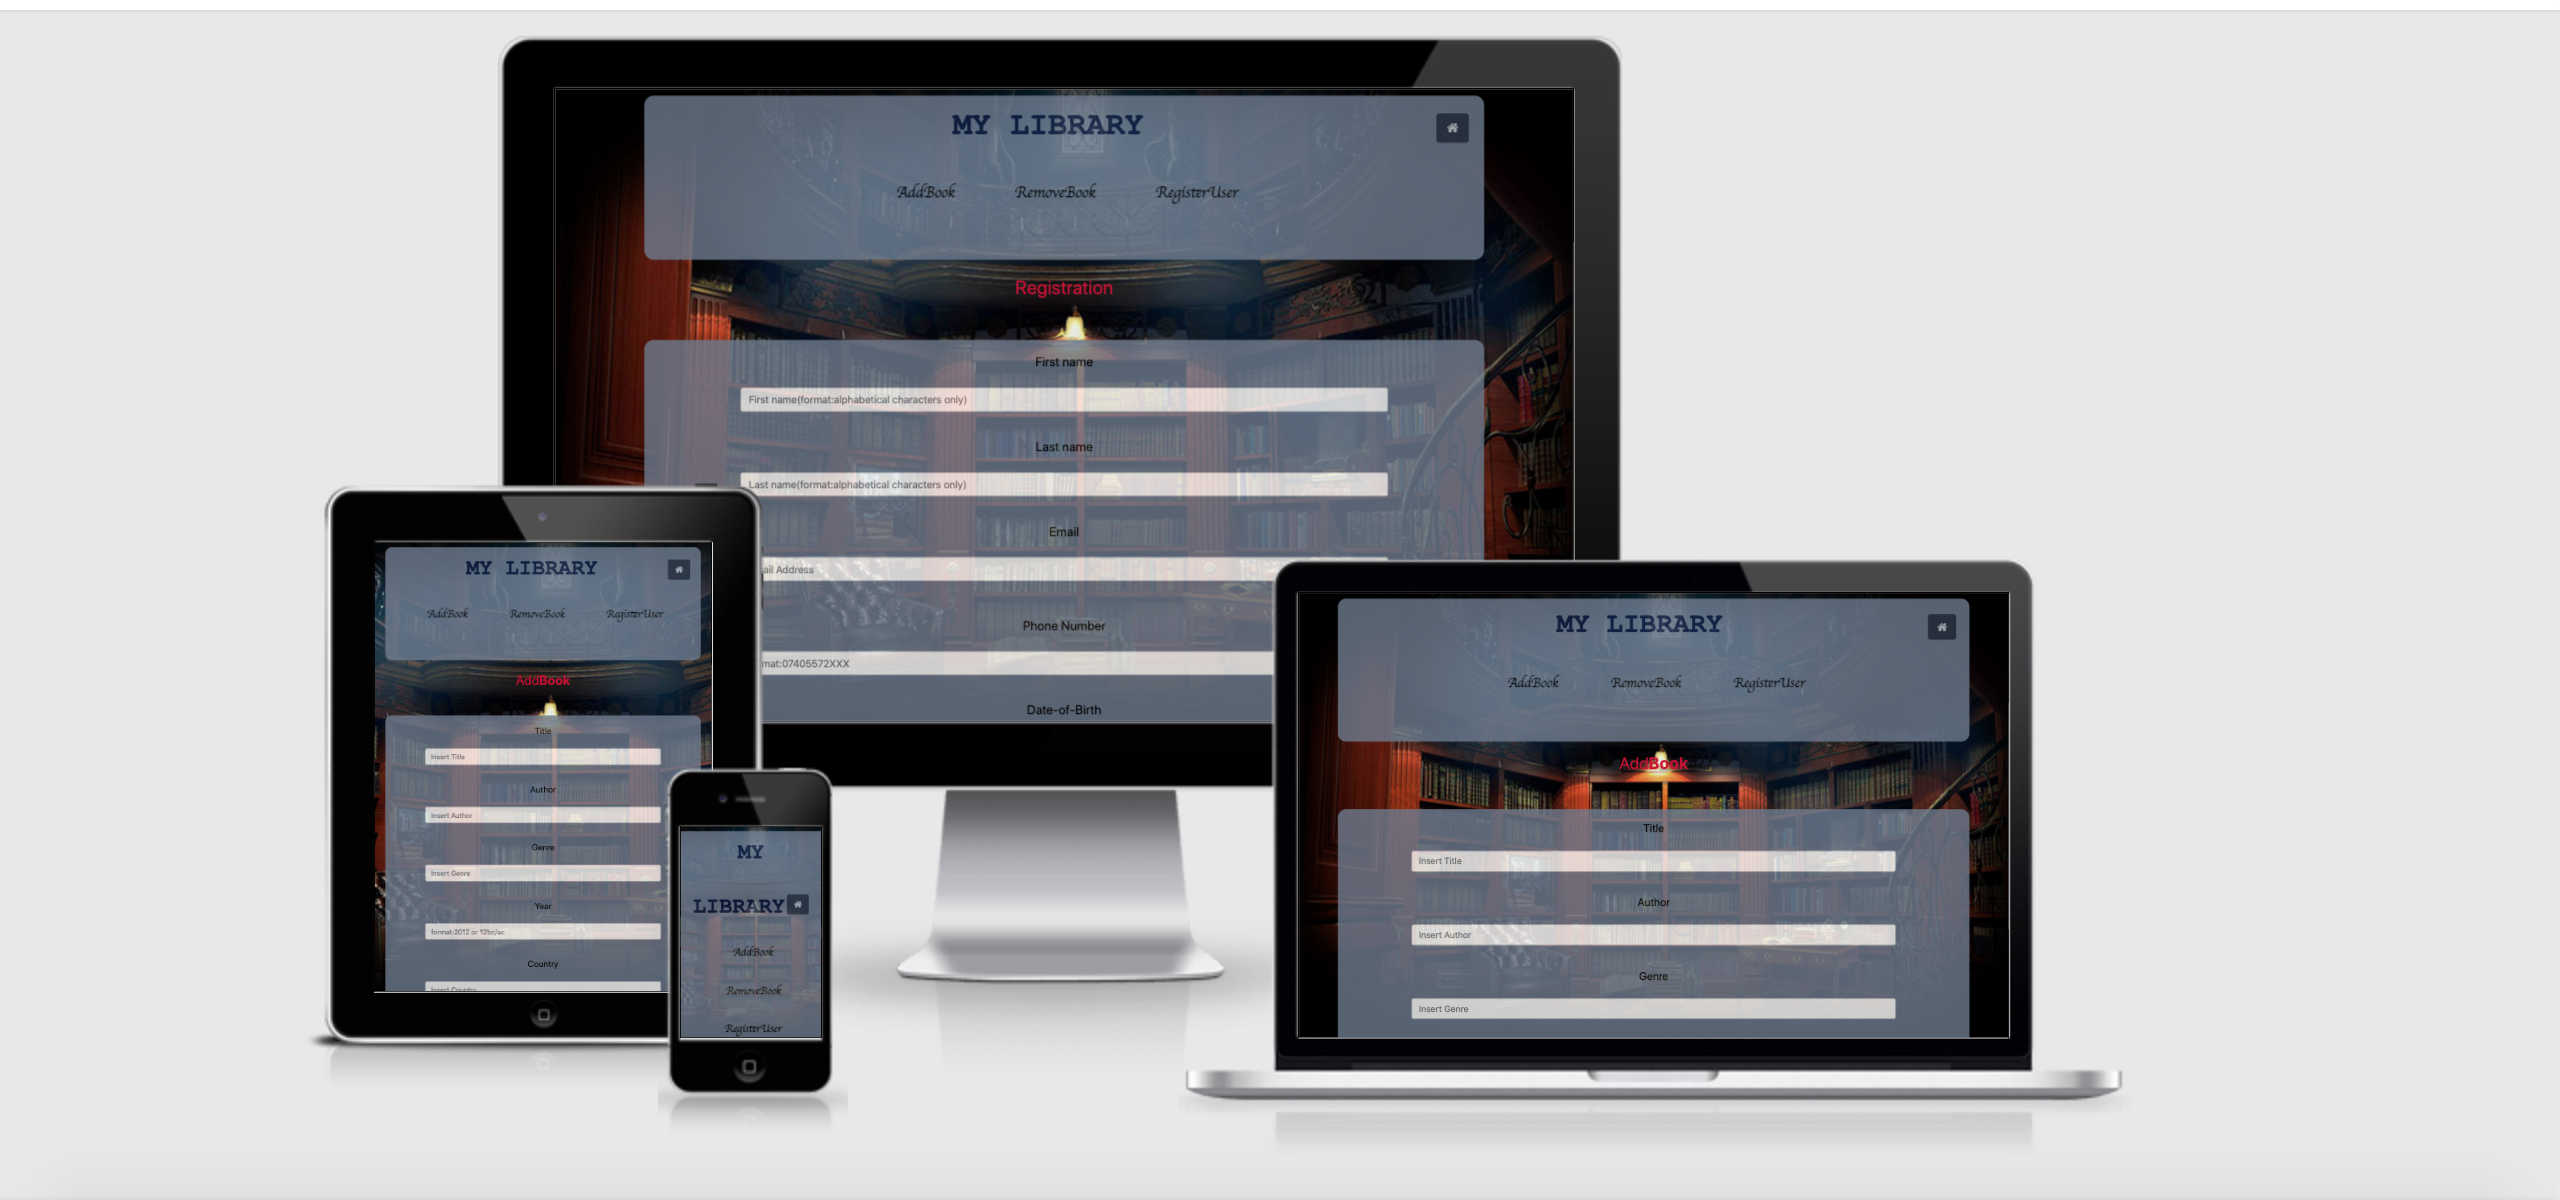 MY LIBRARY
AddBook RemoveBook RegisterUser
Registration
First name
First name(format:alphabetical characters only)
Last name
Last name(format:alphabetical characters only)
Email
ail Address
Phone Number
mat:07405572XXX
Date-of-Birth
MY LIBRARY
AddBook RemoveBook RegisterUser
AddBook
Title
Insert Title
Author
Insert Author
Genre
Insert Genre
Year
format:2012 or 12bc/ac
Country
Insert Country
MY
LIBRARY
AddBook
RemoveBook
RegisterUser
MY LIBRARY
AddBook RemoveBook RegisterUser
AddBook
Title
Insert Title
Author
Insert Author
Genre
Insert Genre